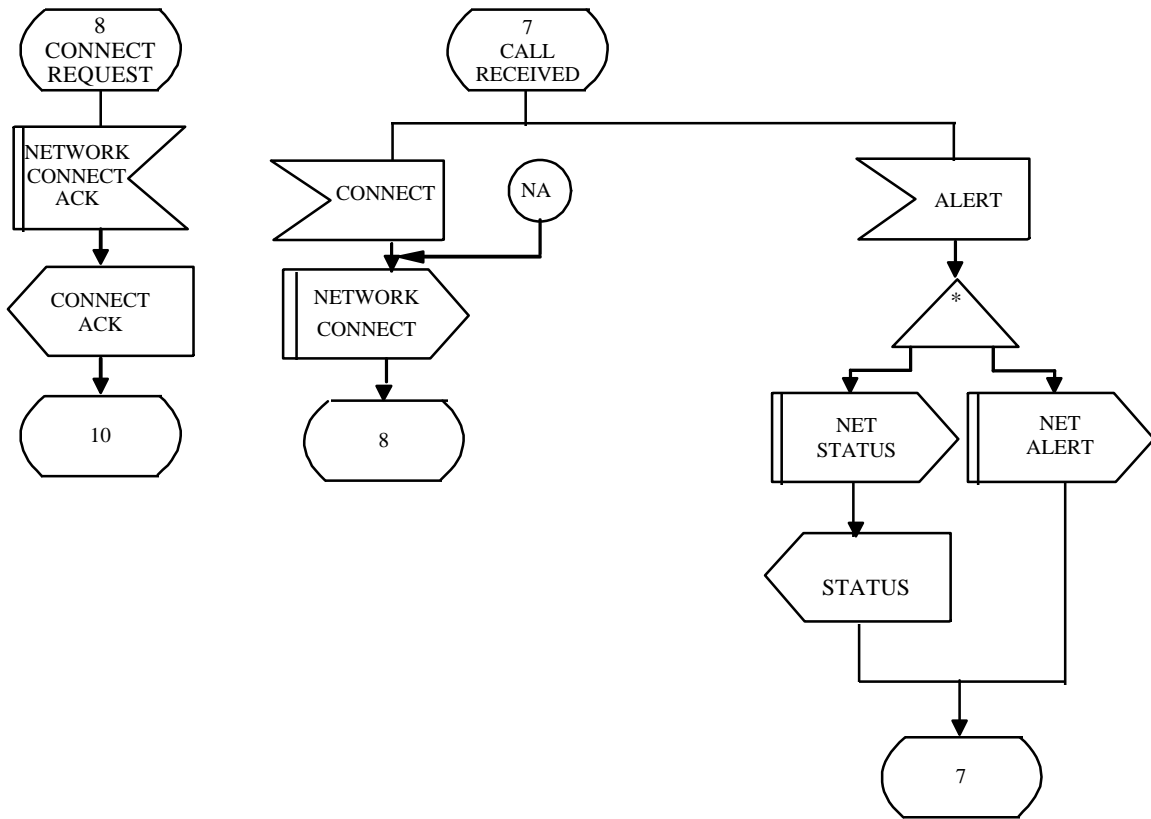 8
CONNECT
REQUEST
NETWORK
CONNECT
ACK
CONNECT
ACK
10
7
CALL
RECEIVED
CONNECT
NA
NETWORK
CONNECT
8
ALERT
*
NET
STATUS
NET
ALERT
STATUS
7